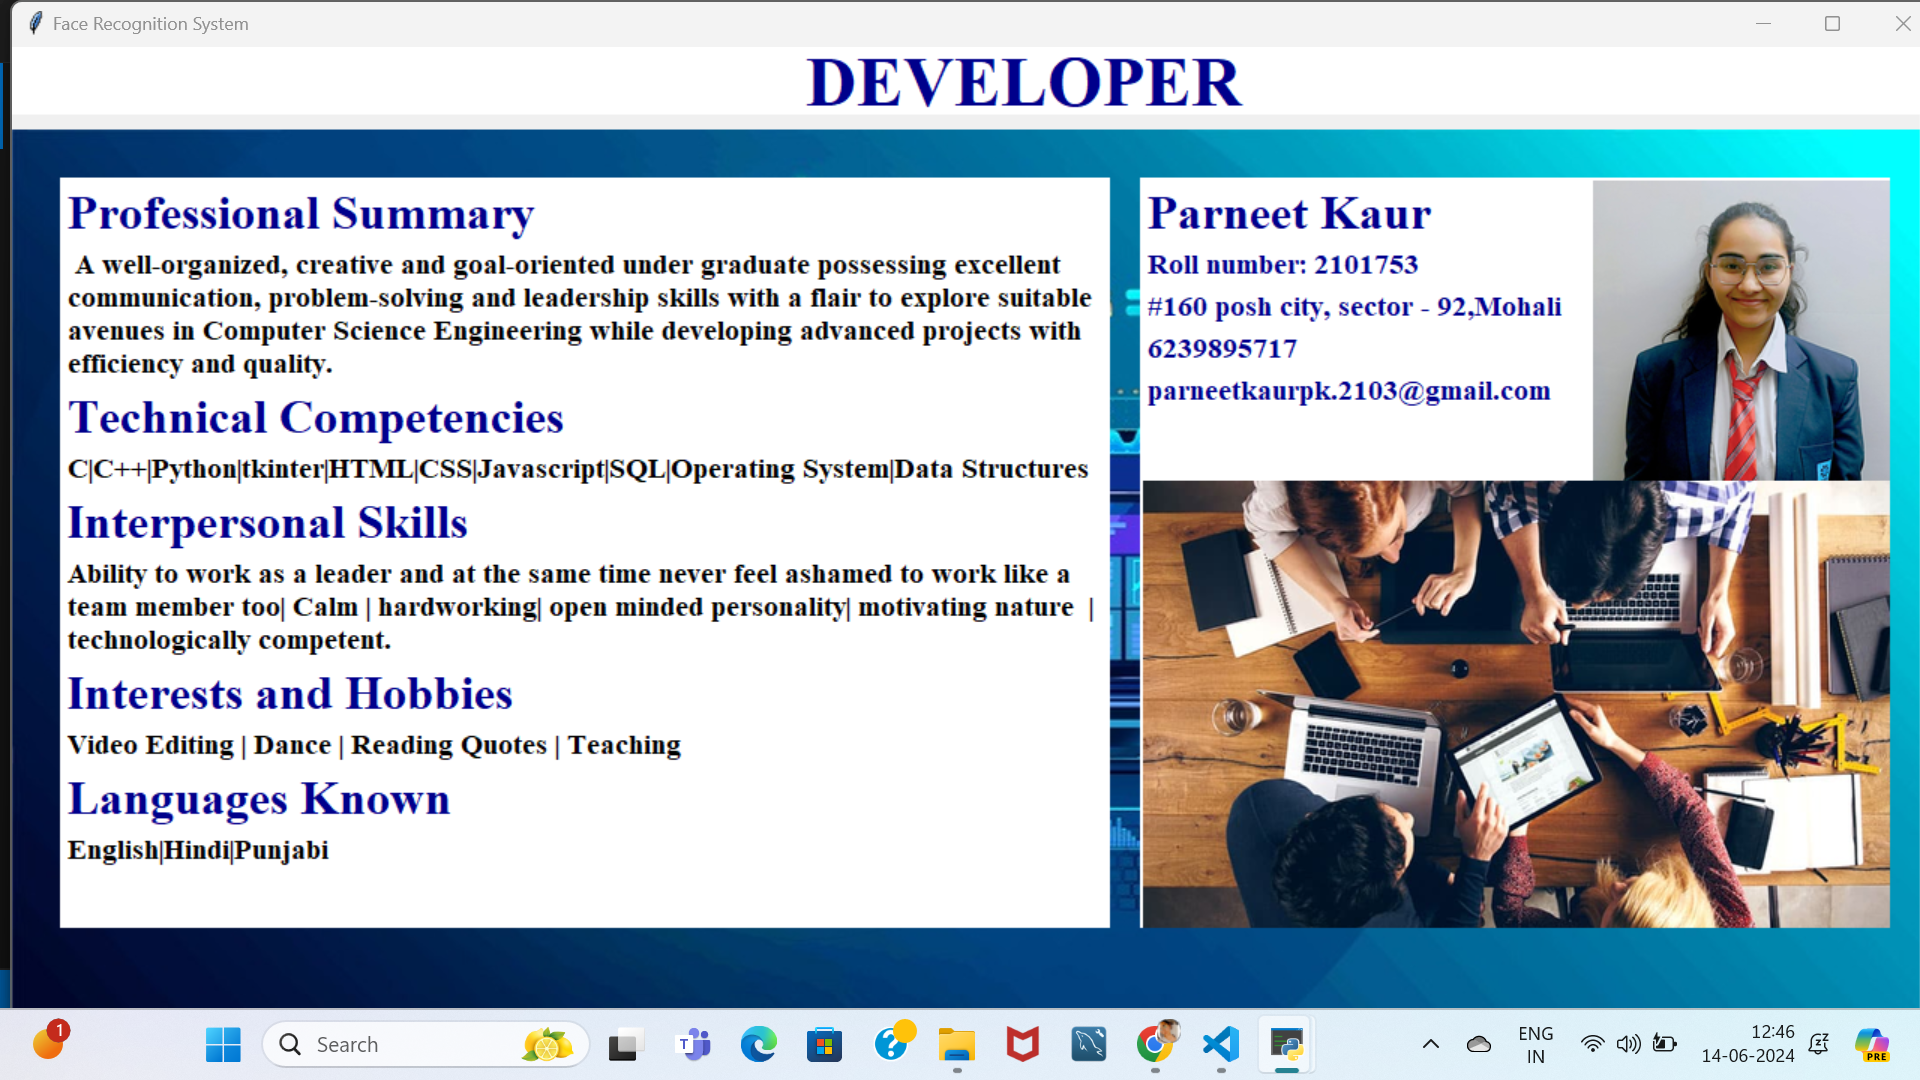 Face Recognition System
DEVELOPER
Professional Summary
A well-organized, creative and goal-oriented under graduate possessing excellent
communication, problem-solving and leadership skills with a flair to explore suitable
avenues in Computer Science Engineering while developing advanced projects with
efficiency and quality.
Technical Competencies
C|C++|Python|tkinter|HTML|CSS|Javascript|SQL|Operating System|Data Structures
Interpersonal Skills
Ability to work as a leader and at the same time never feel ashamed to work like a
team member too| Calm | hardworking| open minded personality| motivating nature |
technologically competent.
Interests and Hobbies
Video Editing | Dance | Reading Quotes | Teaching
Languages Known
English|Hindi|Punjabi
Parneet Kaur
Roll number: 2101753
#160 posh city, sector - 92,Mohali
6239895717
parneetkaurpk.2103@gmail.com
1
Search
T
ENG
IN
12:46
14-06-2024
PRE